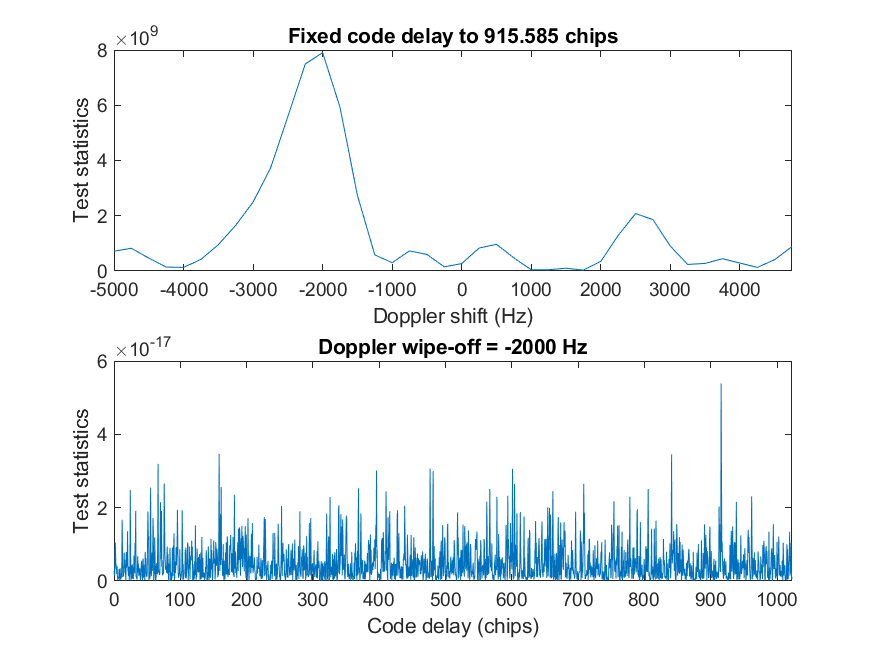 ×10^9
Fixed code delay to 915.585 chips
8
6
4
2
0
Test statistics
-5000 -4000 -3000 -2000 -1000 0 1000 2000 3000 4000
Doppler shift (Hz)
×10^-17
Doppler wipe-off = -2000 Hz
6
4
2
0
Test statistics
0 100 200 300 400 500 600 700 800 900 1000
Code delay (chips)